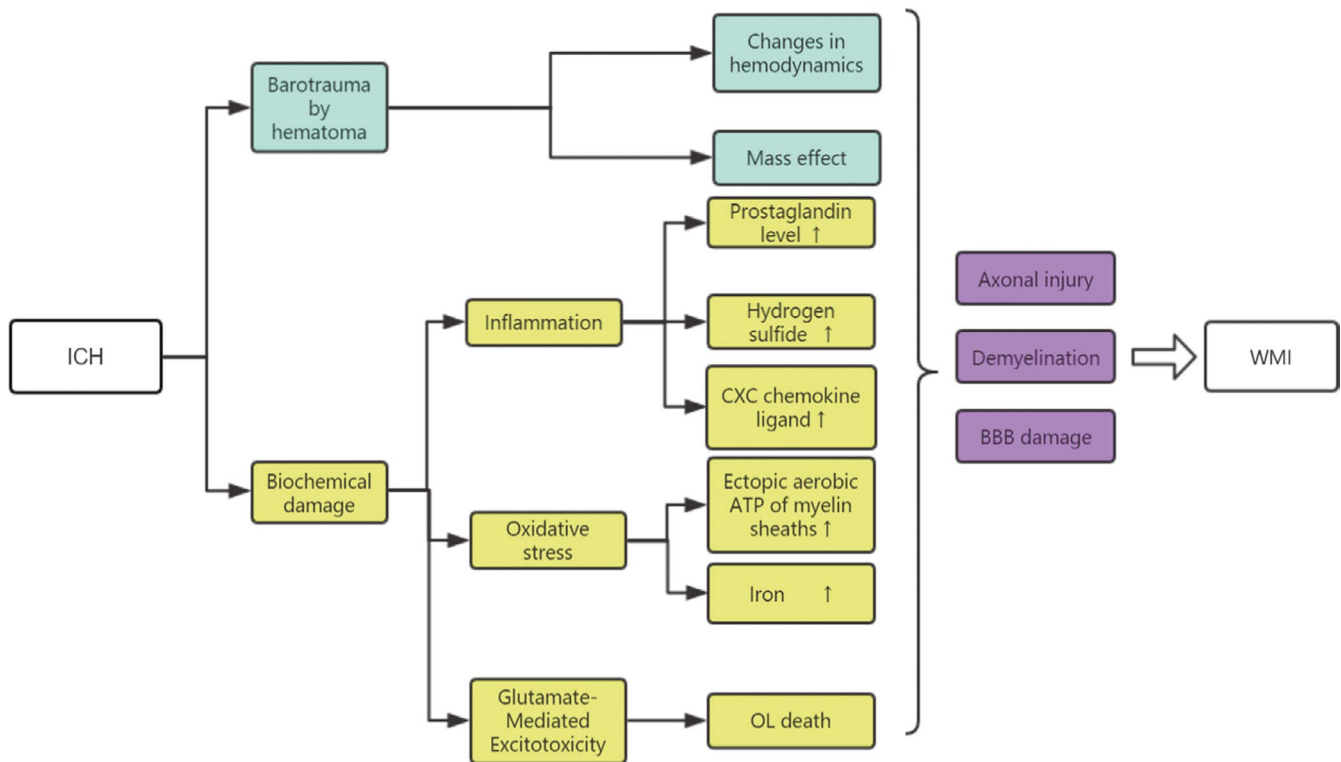 ICH
Barotrauma
by
hematoma
Changes in
hemodynamics
Mass effect
Biochemical
damage
Inflammation
Prostaglandin
level ↑
Hydrogen
sulfide ↑
CXC chemokine
ligand ↑
Oxidative
stress
Ectopic aerobic
ATP of myelin
sheaths ↑
Iron ↑
Glutamate-
Mediated
Excitotoxicity
OL death
Axonal injury
Demyelination
BBB damage
WMI